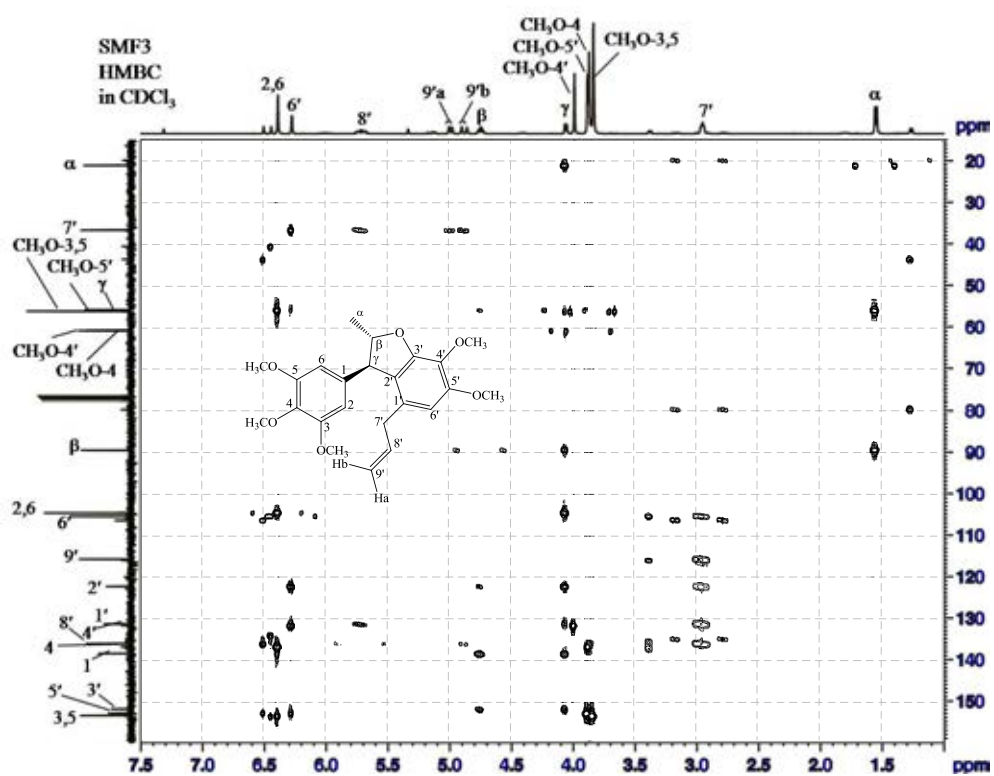 SMF3
HMBC
in CDCl3
CH3O-4
CH3O-5'
CH3O-4'
CH3O-3,5
2,6
6'
8'
9'a
9'b
β
γ
7'
α
ppm
α
7'
CH3O-3,5
CH3O-5'
γ
CH3O-4'
CH3O-4
β
2,6
6'
9'
2'
1'
8'
4'
4
1
5'
3'
3,5
α
β
O
γ
3'
4'
OCH3
H3CO
5
6
1
2'
5'
OCH3
H3CO
4
3
2
1'
6'
OCH3
7'
8'
Hb
9'
Ha
20
30
40
50
60
70
80
90
100
110
120
130
140
150
7.5
7.0
6.5
6.0
5.5
5.0
4.5
4.0
3.5
3.0
2.5
2.0
1.5
ppm